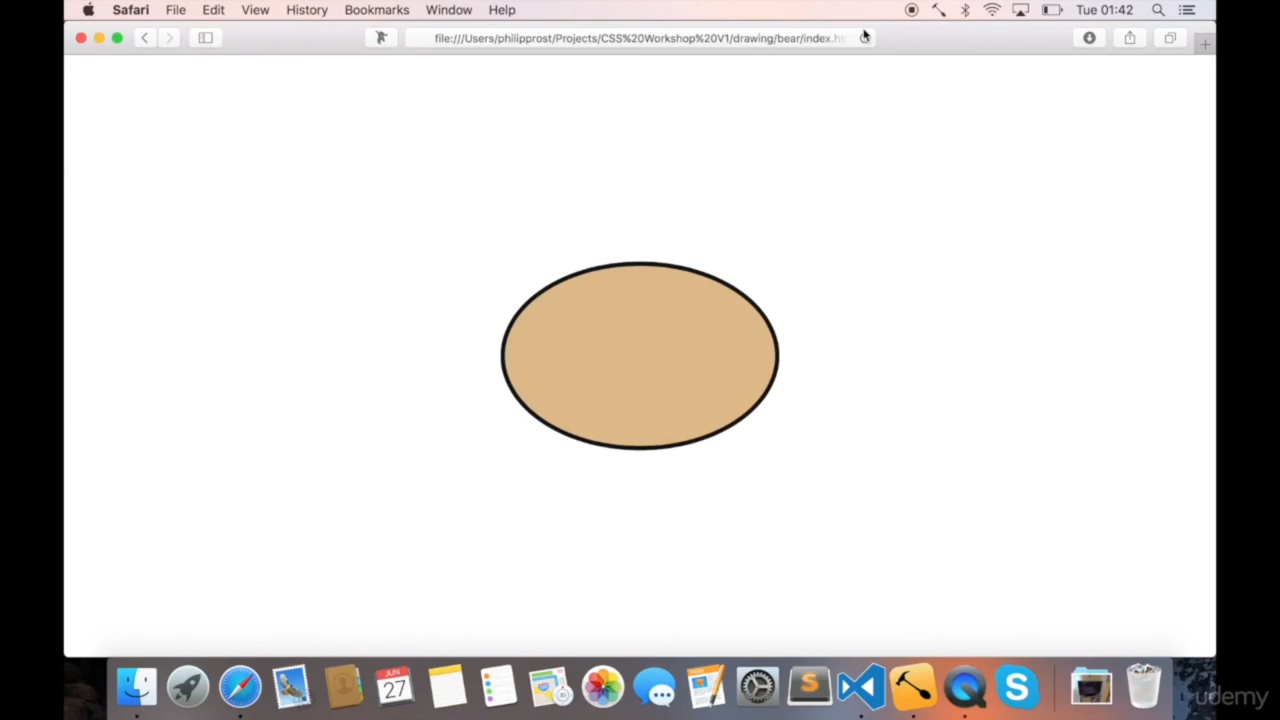 Safari File Edit View History Bookmarks Window Help Tue 01:42
file:///Users/philipprost/Projects/CSS%20Workshop%20V1/drawing/bear/index.h
JUN
27
S
S
udemy